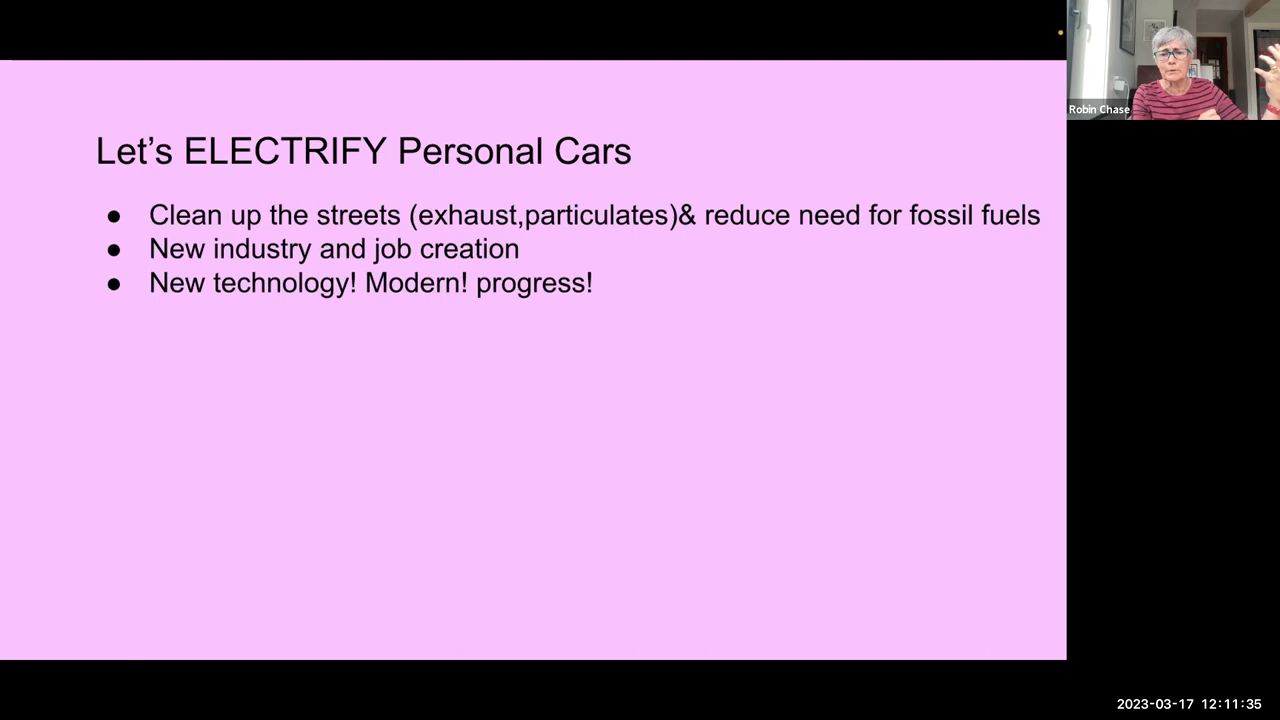 Robin Chase
Let’s ELECTRIFY Personal Cars
● Clean up the streets (exhaust,particulates)& reduce need for fossil fuels
● New industry and job creation
● New technology! Modern! progress!
2023-03-17 12:11:35